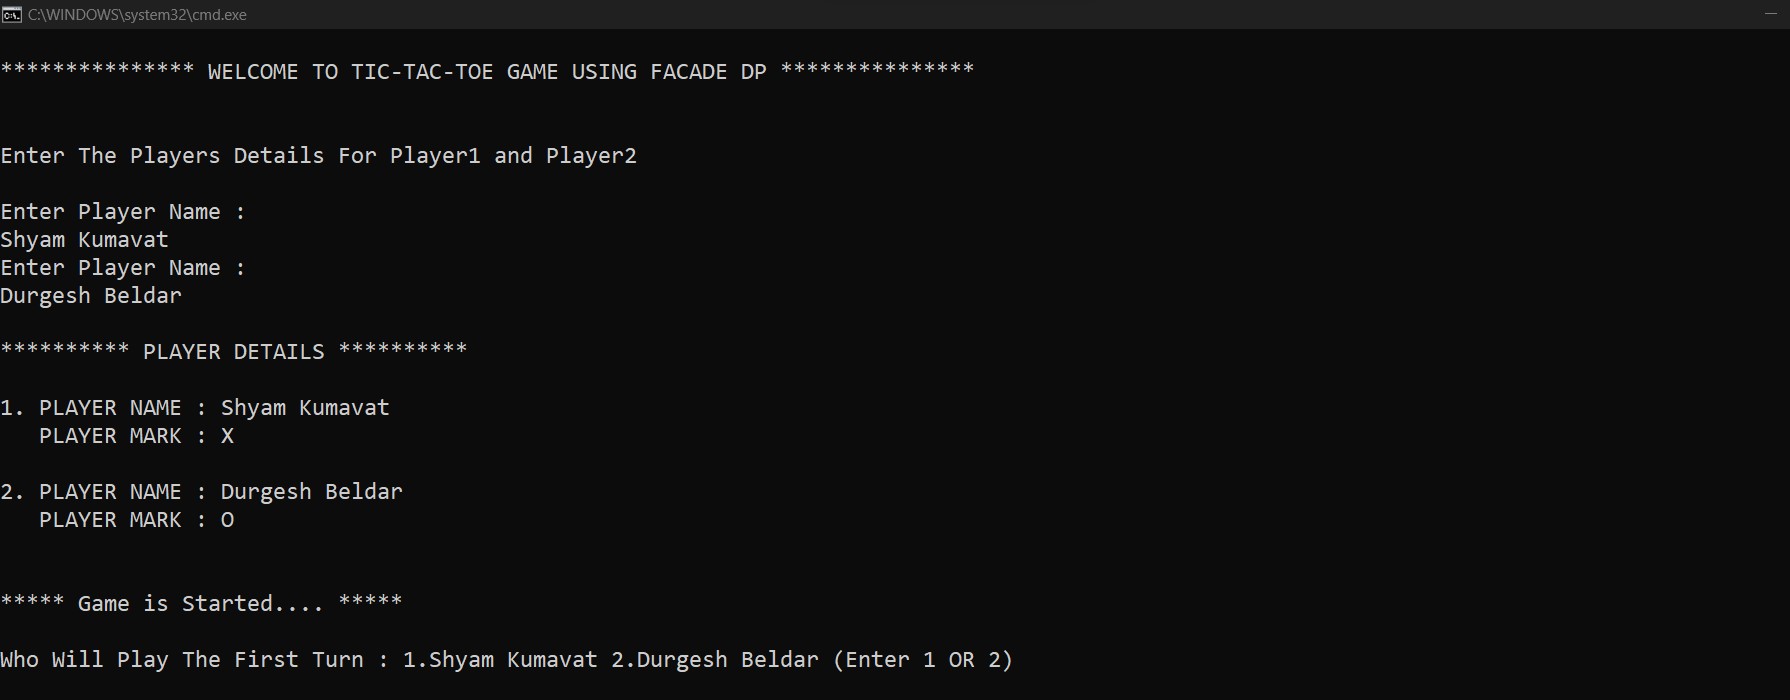 C:\WINDOWS\system32\cmd.exe
*************** WELCOME TO TIC-TAC-TOE GAME USING FACADE DP ***************
Enter The Players Details For Player1 and Player2
Enter Player Name :
Shyam Kumavat
Enter Player Name :
Durgesh Beldar
********** PLAYER DETAILS **********
1. PLAYER NAME : Shyam Kumavat
   PLAYER MARK : X
2. PLAYER NAME : Durgesh Beldar
   PLAYER MARK : O
***** Game is Started.... *****
Who Will Play The First Turn : 1.Shyam Kumavat 2.Durgesh Beldar (Enter 1 OR 2)